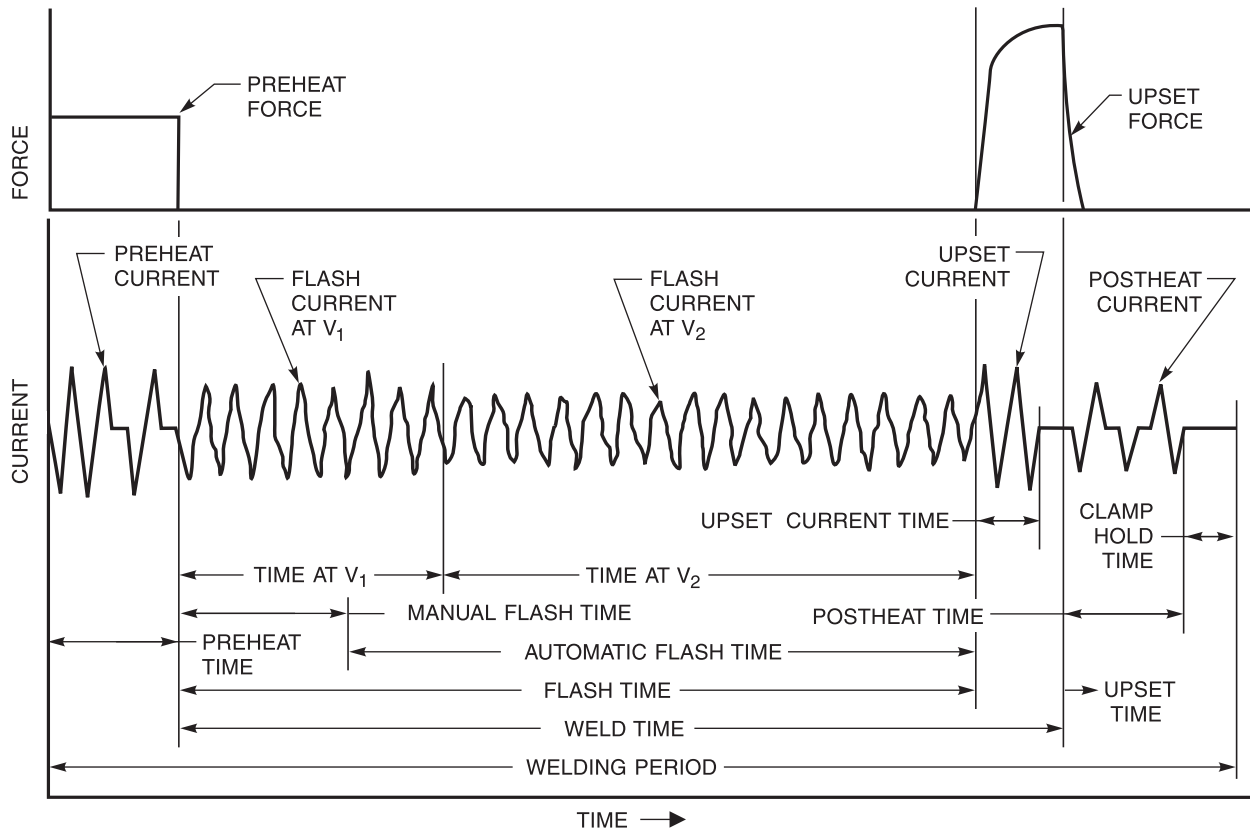 FORCE
PREHEAT
FORCE
UPSET
FORCE
CURRENT
PREHEAT
CURRENT
FLASH
CURRENT
AT V1
FLASH
CURRENT
AT V2
UPSET
CURRENT
POSTHEAT
CURRENT
UPSET CURRENT TIME
CLAMP
HOLD
TIME
TIME AT V1
TIME AT V2
MANUAL FLASH TIME
POSTHEAT TIME
PREHEAT
TIME
AUTOMATIC FLASH TIME
FLASH TIME
UPSET
TIME
WELD TIME
WELDING PERIOD
TIME